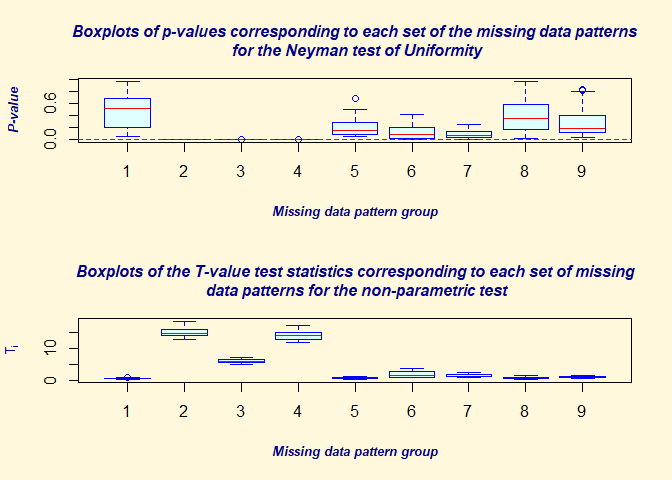 Boxplots of p-values corresponding to each set of the missing data patterns
for the Neyman test of Uniformity
P-value
0.6
0.0
1 2 3 4 5 6 7 8 9
Missing data pattern group
Boxplots of the T-value test statistics corresponding to each set of missing
data patterns for the non-parametric test
Ti
10
0
1 2 3 4 5 6 7 8 9
Missing data pattern group